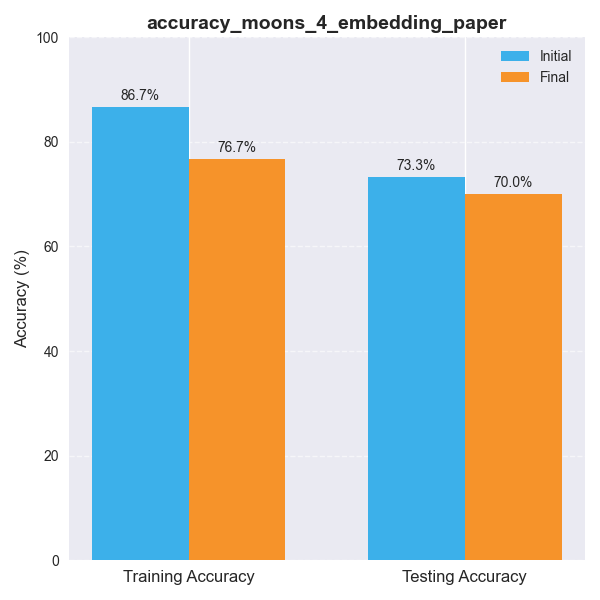 accuracy_moons_4_embedding_paper
100
80
60
40
20
0
Accuracy (%)
Initial
Final
86.7%
76.7%
73.3%
70.0%
Training Accuracy
Testing Accuracy